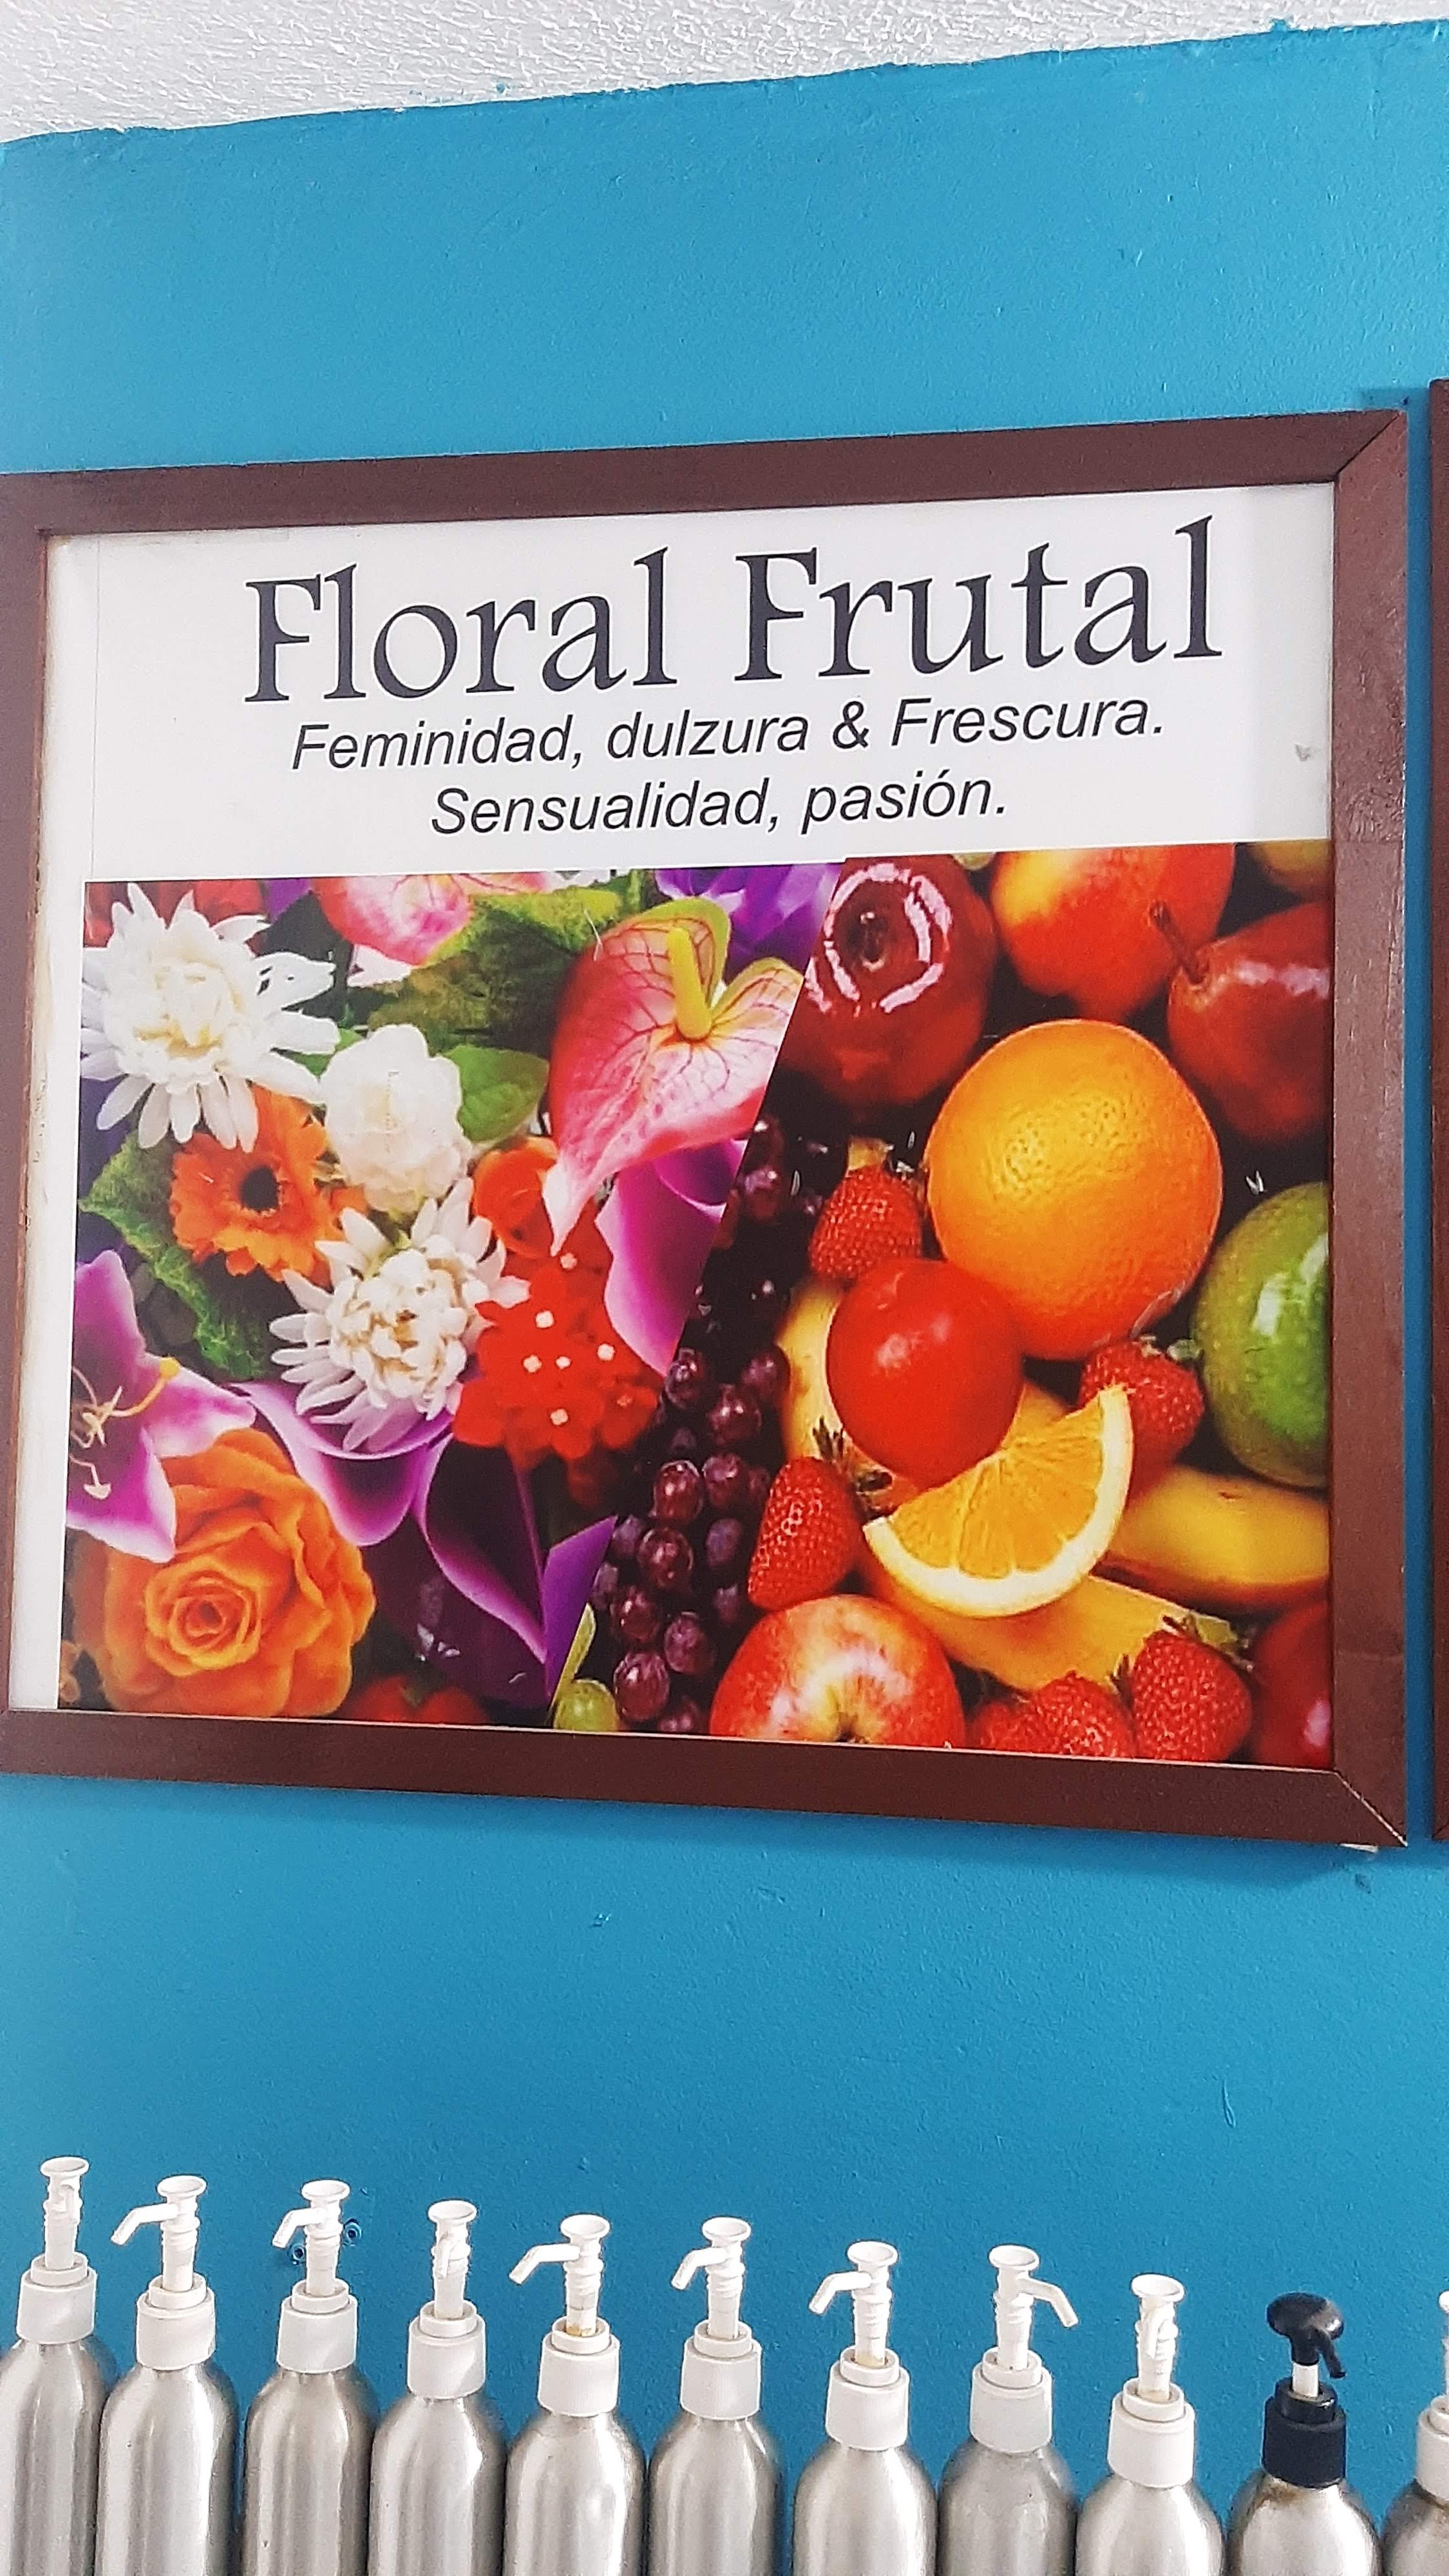 Floral Frutal
Feminidad, dulzura & Frescura.
Sensualidad, pasión.